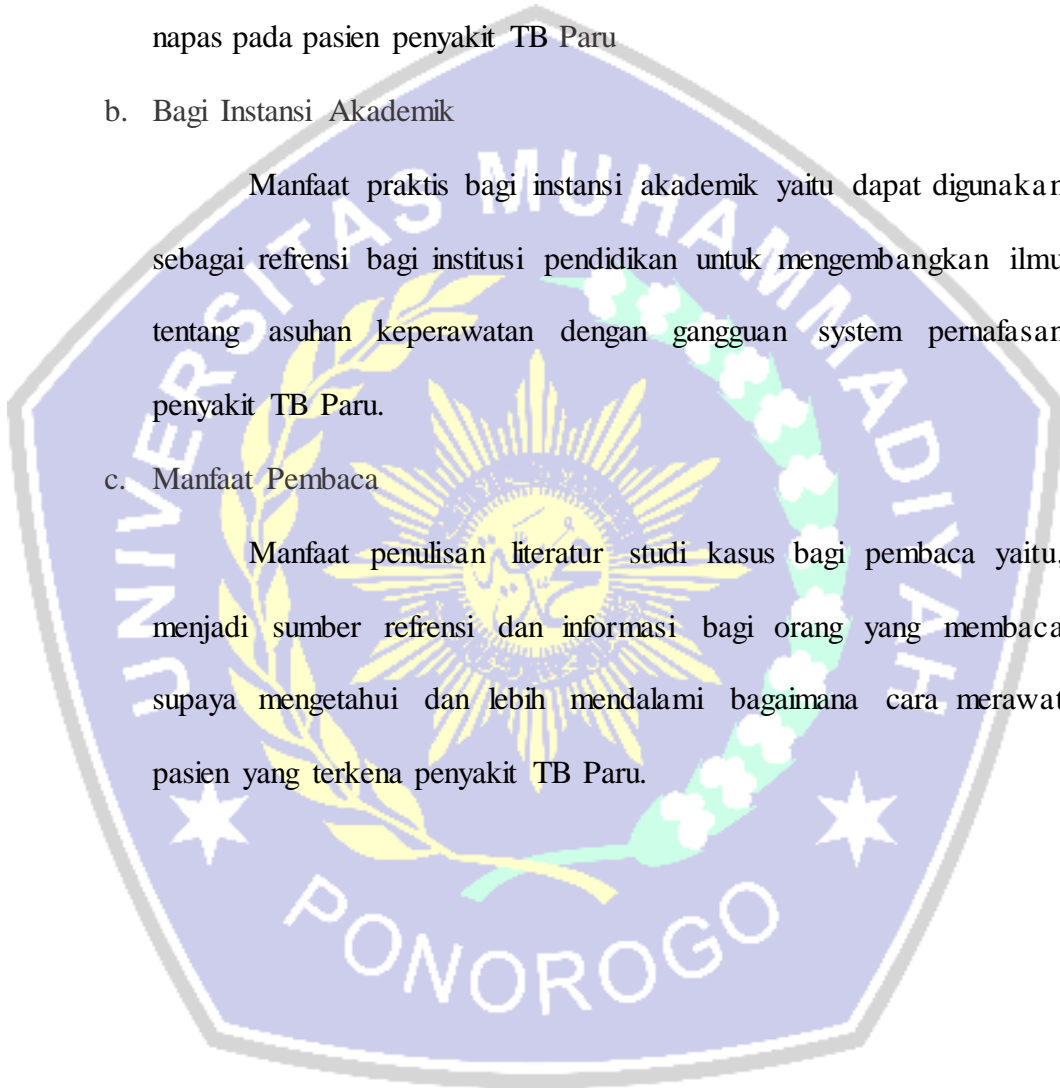 napas pada pasien penyakit TB Paru
b. Bagi Instansi Akademik
Manfaat praktis bagi instansi akademik yaitu dapat digunakan
sebagai refrensi bagi institusi pendidikan untuk mengembangkan ilmu
tentang asuhan keperawatan dengan gangguan system pernafasan
penyakit TB Paru.
c. Manfaat Pembaca
Manfaat penulisan literatur studi kasus bagi pembaca yaitu,
menjadi sumber refrensi dan informasi bagi orang yang membaca
supaya mengetahui dan lebih mendalami bagaimana cara merawat
pasien yang terkena penyakit TB Paru.
UNIVERSITAS MUHAMMADIYAH
PONOROGO